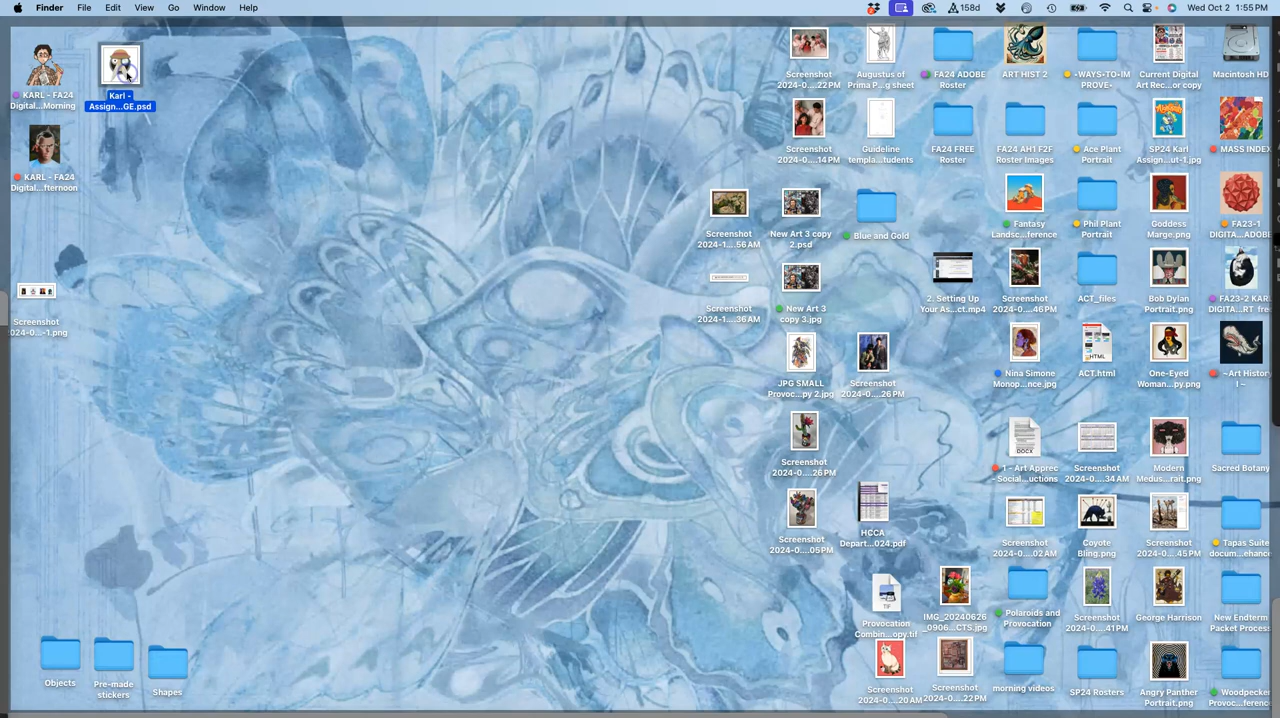 Finder File Edit View Go Window Help
158d
Wed Oct 2 1:55 PM
KARL - FA24
Digital...Morning
Karl -
Assign...GE.psd
KARL - FA24
Digital...fternoon
Screenshot
2024-0...-1.png
Screenshot
2024-0....22 PM
Augustus of
Prima P...g sheet
FA24 ADOBE
Roster
ART HIST 2
•WAYS•TO•IM
PROVE•
Current Digital
Art Rec...or copy
Macintosh HD
Screenshot
2024-0....14 PM
Guideline
templa...tudents
FA24 FREE
Roster
FA24 AH1 F2F
Roster Images
Ace Plant
Portrait
SP24 Karl
Assign...ut-1.jpg
MASS INDEX
Screenshot
2024-1....56 AM
New Art 3 copy
2.psd
Blue and Gold
Fantasy
Landsc...ference
Phil Plant
Portrait
Goddess
Marge.png
FA23-1
DIGITA...ADOBE
Screenshot
2024-1....36 AM
New Art 3
copy 3.jpg
2. Setting Up
Your As...ct.mp4
Screenshot
2024-0....46 PM
ACT_files
Bob Dylan
Portrait.png
FA23-2 KARL
DIGITA...RT_free
JPG SMALL
Provoc...py 2.jpg
Screenshot
2024-0....26 PM
Nina Simone
Monop...nce.jpg
HTML
ACT.html
One-Eyed
Woman...py.png
~Art History
I ~
Screenshot
2024-0....26 PM
DOCX
1 - Art Apprec
- Social...uctions
Screenshot
2024-0....34 AM
Modern
Medus...rait.png
Sacred Botany
Screenshot
2024-0....05 PM
HCCA
Depart...024.pdf
Screenshot
2024-0....02 AM
Coyote
Bling.png
Screenshot
2024-0....45 PM
Tapas Suite
docum...ehance
TIF
Provocation
Combin...opy.tif
IMG_20240626
_0906...CTS.jpg
Polaroids and
Provocation
Screenshot
2024-0....41 PM
George Harrison
New Endterm
Packet Process
Objects
Pre-made
stickers
Shapes
Screenshot
2024-0....20 AM
Screenshot
2024-0....22 PM
morning videos
SP24 Rosters
Angry Panther
Portrait.png
Woodpecker
Provoc...ference